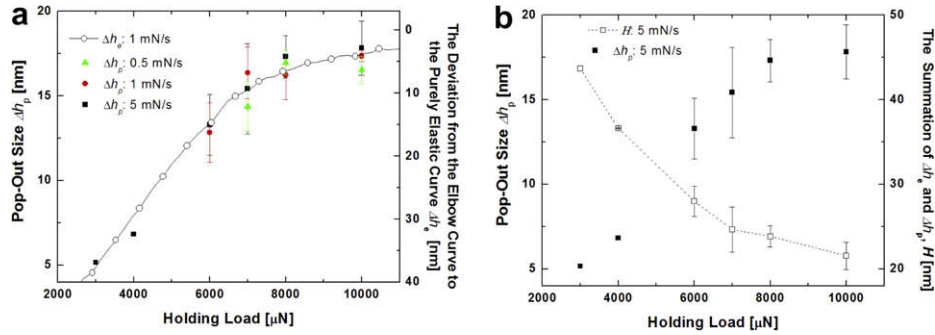 a
Δhe: 1 mN/s
Δhp: 0.5 mN/s
Δhp: 1 mN/s
Δhp: 5 mN/s
Pop-Out Size Δhp [nm]
20
15
10
5
2000 4000 6000 8000 10000
Holding Load [μN]
0
10
20
30
40
The Deviation from the Elbow Curve to
the Purely Elastic Curve Δhe [nm]
b
H: 5 mN/s
Δhp: 5 mN/s
Pop-Out Size Δhp [nm]
20
15
10
5
2000 4000 6000 8000 10000
Holding Load [μN]
50
40
30
20
The Summation of
Δhe and Δhp, H [nm]